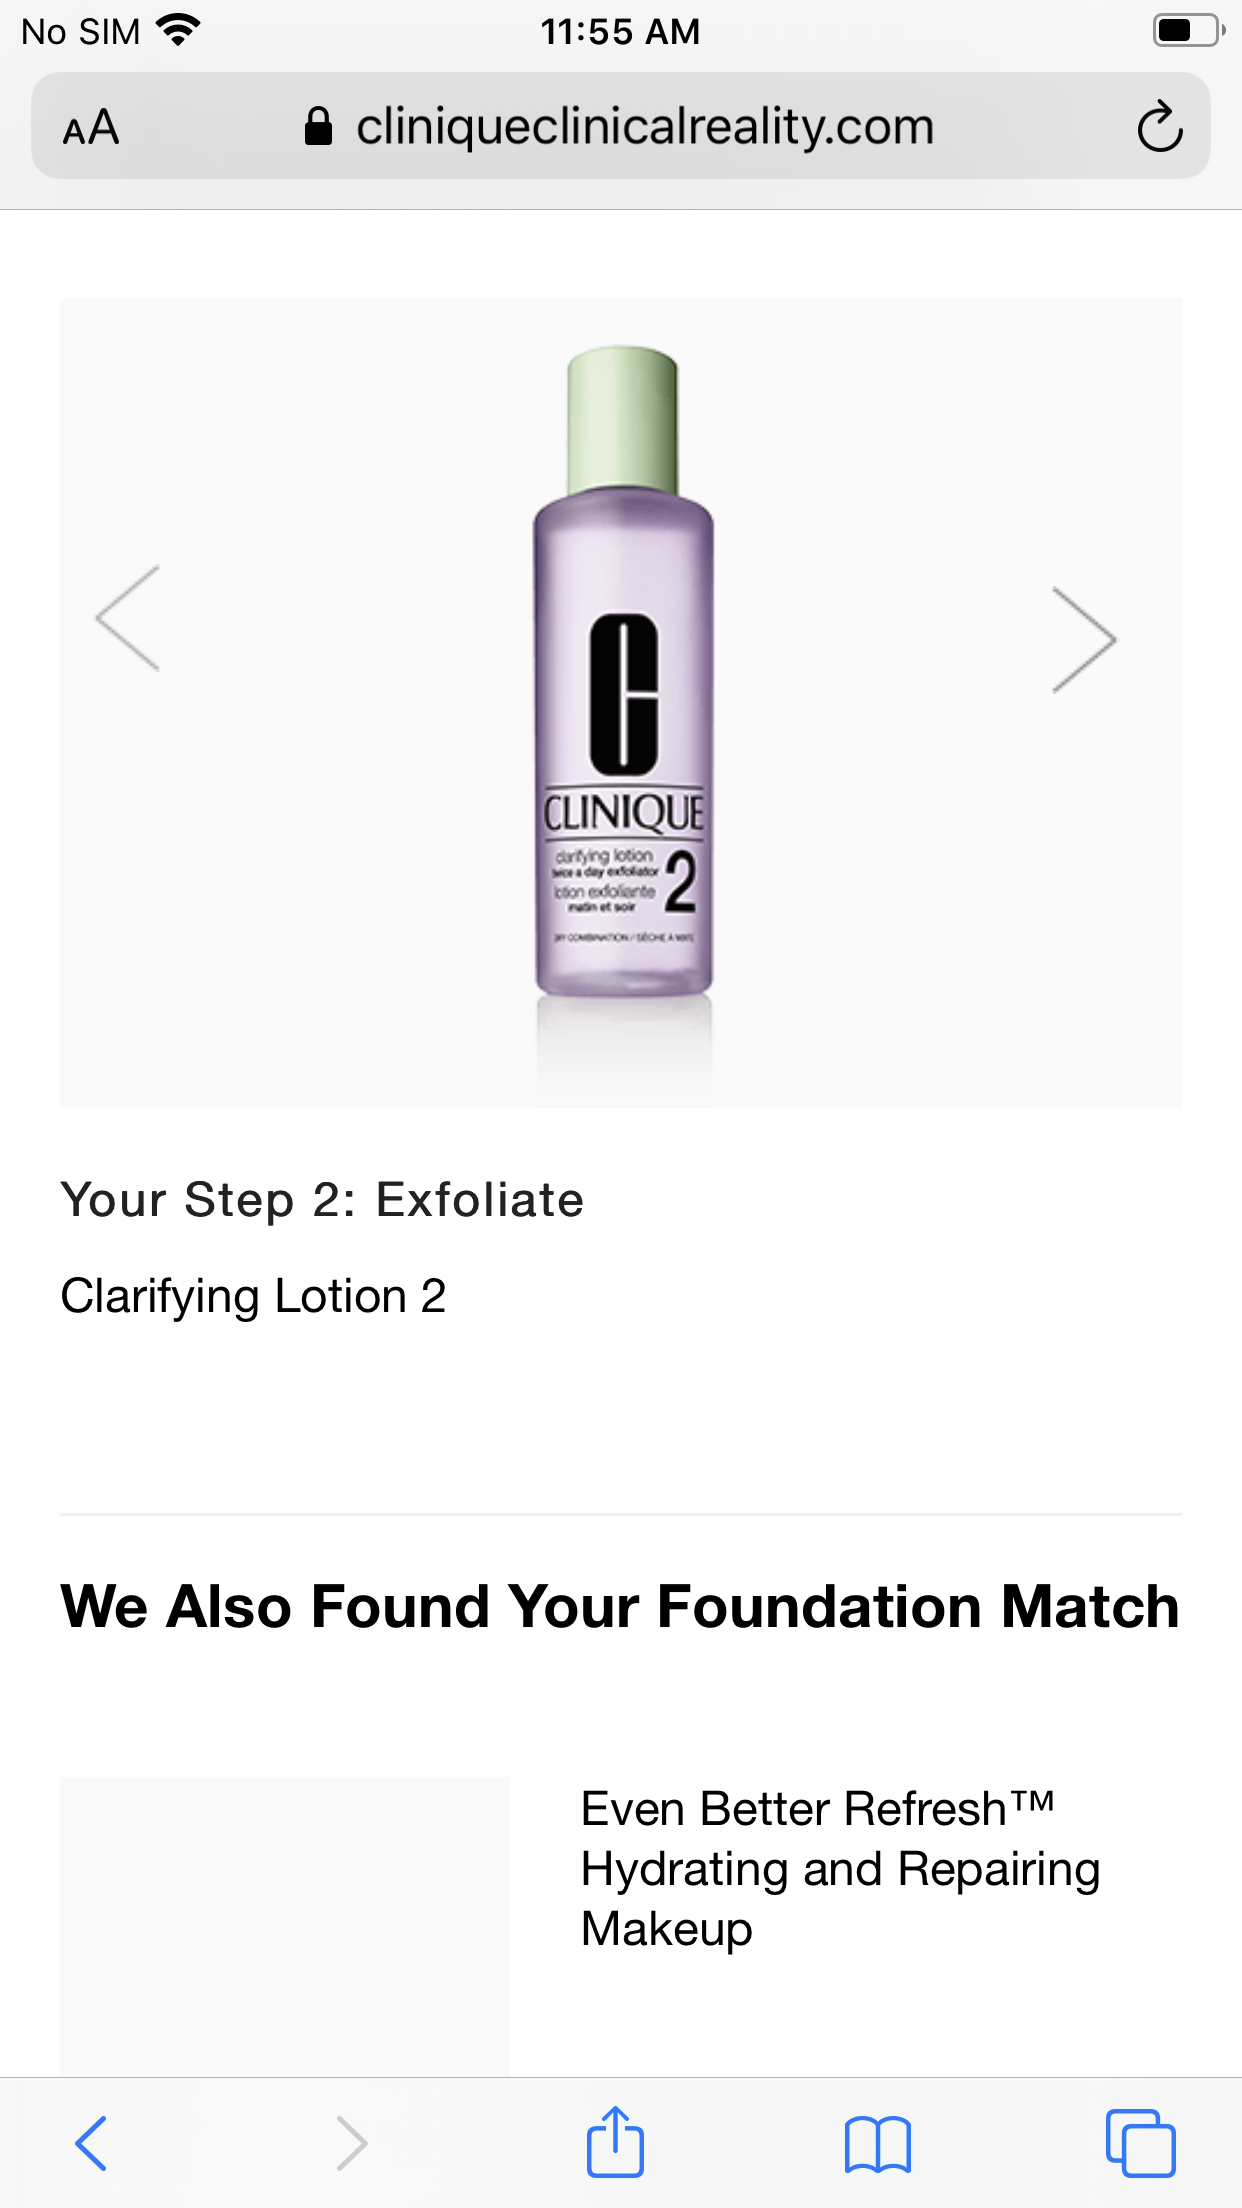 No SIM
11:55 AM
AA
cliniqueclinicalreality.com
CLINIQUE
clarifying lotion
twice a day exfoliator
2
lotion exfoliante
matin et soir
DRY COMBINATION / SÈCHE À MIXTE
Your Step 2: Exfoliate
Clarifying Lotion 2
We Also Found Your Foundation Match
Even Better Refresh™
Hydrating and Repairing
Makeup